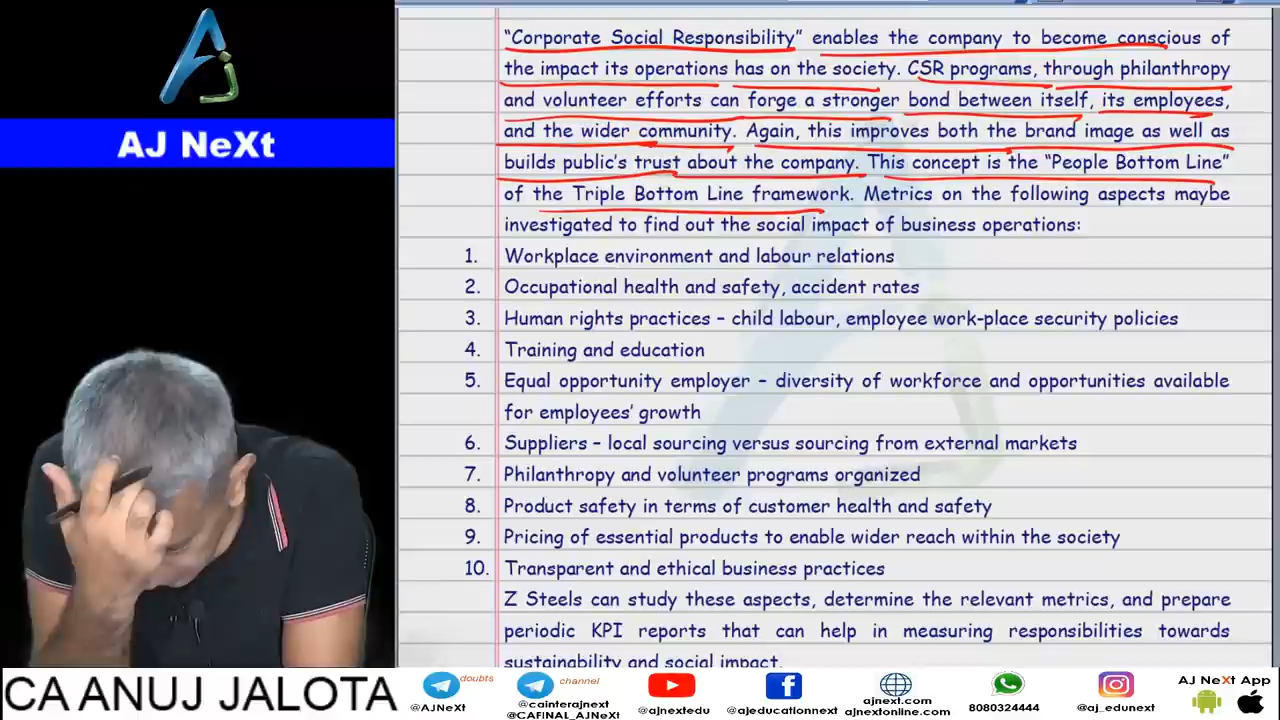 AJ NeXt
"Corporate Social Responsibility" enables the company to become conscious of
the impact its operations has on the society. CSR programs, through philanthropy
and volunteer efforts can forge a stronger bond between itself, its employees,
and the wider community. Again, this improves both the brand image as well as
builds public's trust about the company. This concept is the "People Bottom Line"
of the Triple Bottom Line framework. Metrics on the following aspects maybe
investigated to find out the social impact of business operations:
1. Workplace environment and labour relations
2. Occupational health and safety, accident rates
3. Human rights practices – child labour, employee work-place security policies
4. Training and education
5. Equal opportunity employer – diversity of workforce and opportunities available
for employees' growth
6. Suppliers – local sourcing versus sourcing from external markets
7. Philanthropy and volunteer programs organized
8. Product safety in terms of customer health and safety
9. Pricing of essential products to enable wider reach within the society
10. Transparent and ethical business practices
Z Steels can study these aspects, determine the relevant metrics, and prepare
periodic KPI reports that can help in measuring responsibilities towards
sustainability and social impact.
CA ANUJ JALOTA
doubts
@AJNeXt
channel
@cainterajnext
@CAFINAL_AJNeXt
@ajnextedu
@ajeducationnext
ajnext.com
ajnextonline.com
8080324444
@aj_edunext
AJ NeXt App